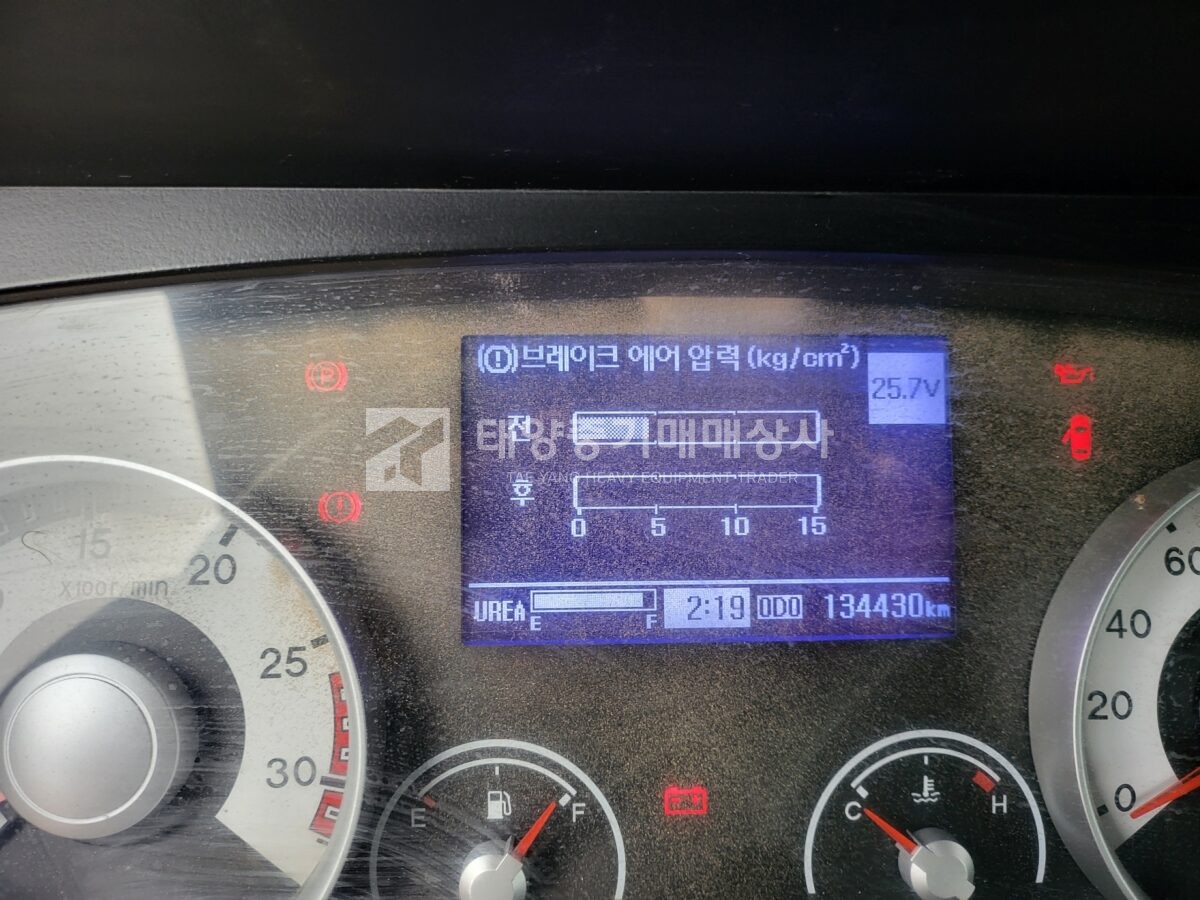 (!)브레이크 에어 압력(kg/cm²)
25.7V
(P)
전
태양중기매매상사
TAE YANG HEAVY EQUIPMENT TRADER
후
(!)
0 5 10 15
15
x100r/min
20
25
30
UREA E F 2:19 ODO 134430km
60
40
20
0
E F
C H